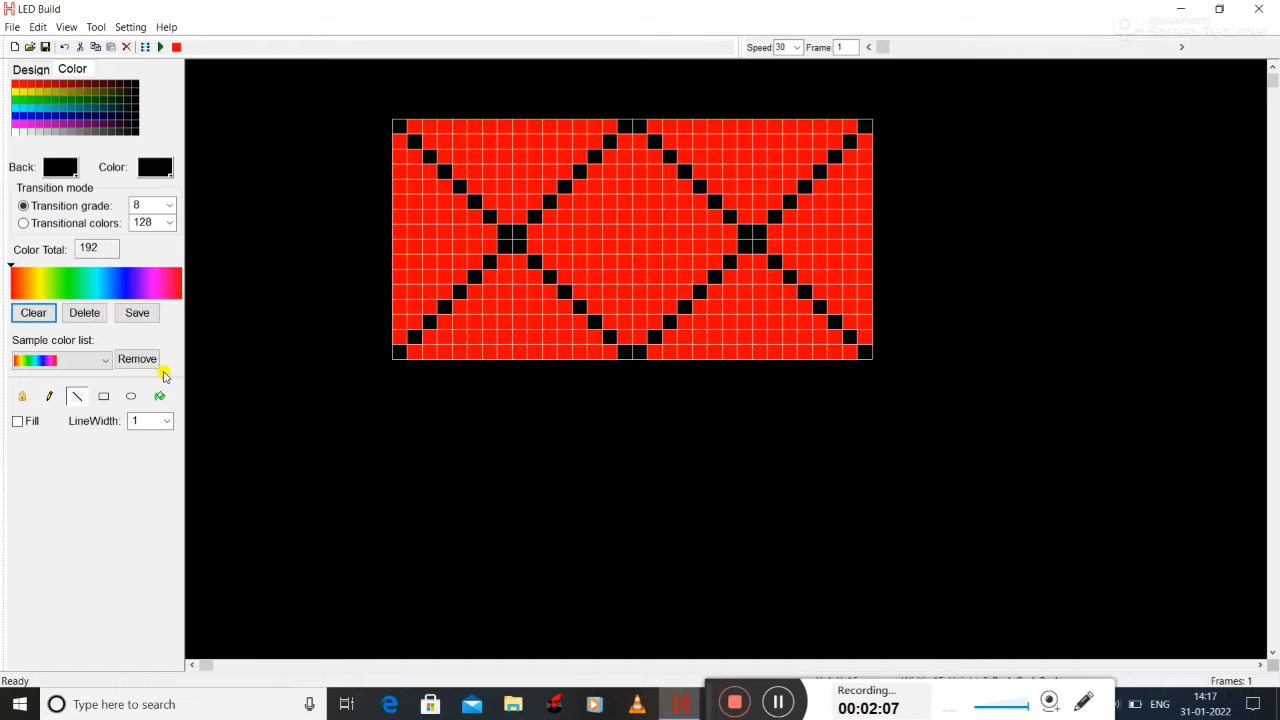 LED Build
File Edit View Tool Setting Help
Speed: 30 Frame: 1
Design Color
Back: Color:
Transition mode
Transition grade: 8
Transitional colors: 128
Color Total: 192
Clear Delete Save
Sample color list:
Remove
Fill LineWidth: 1
Ready
Frames: 1
Type here to search
Recording...
00:02:07
ENG
14:17
31-01-2022